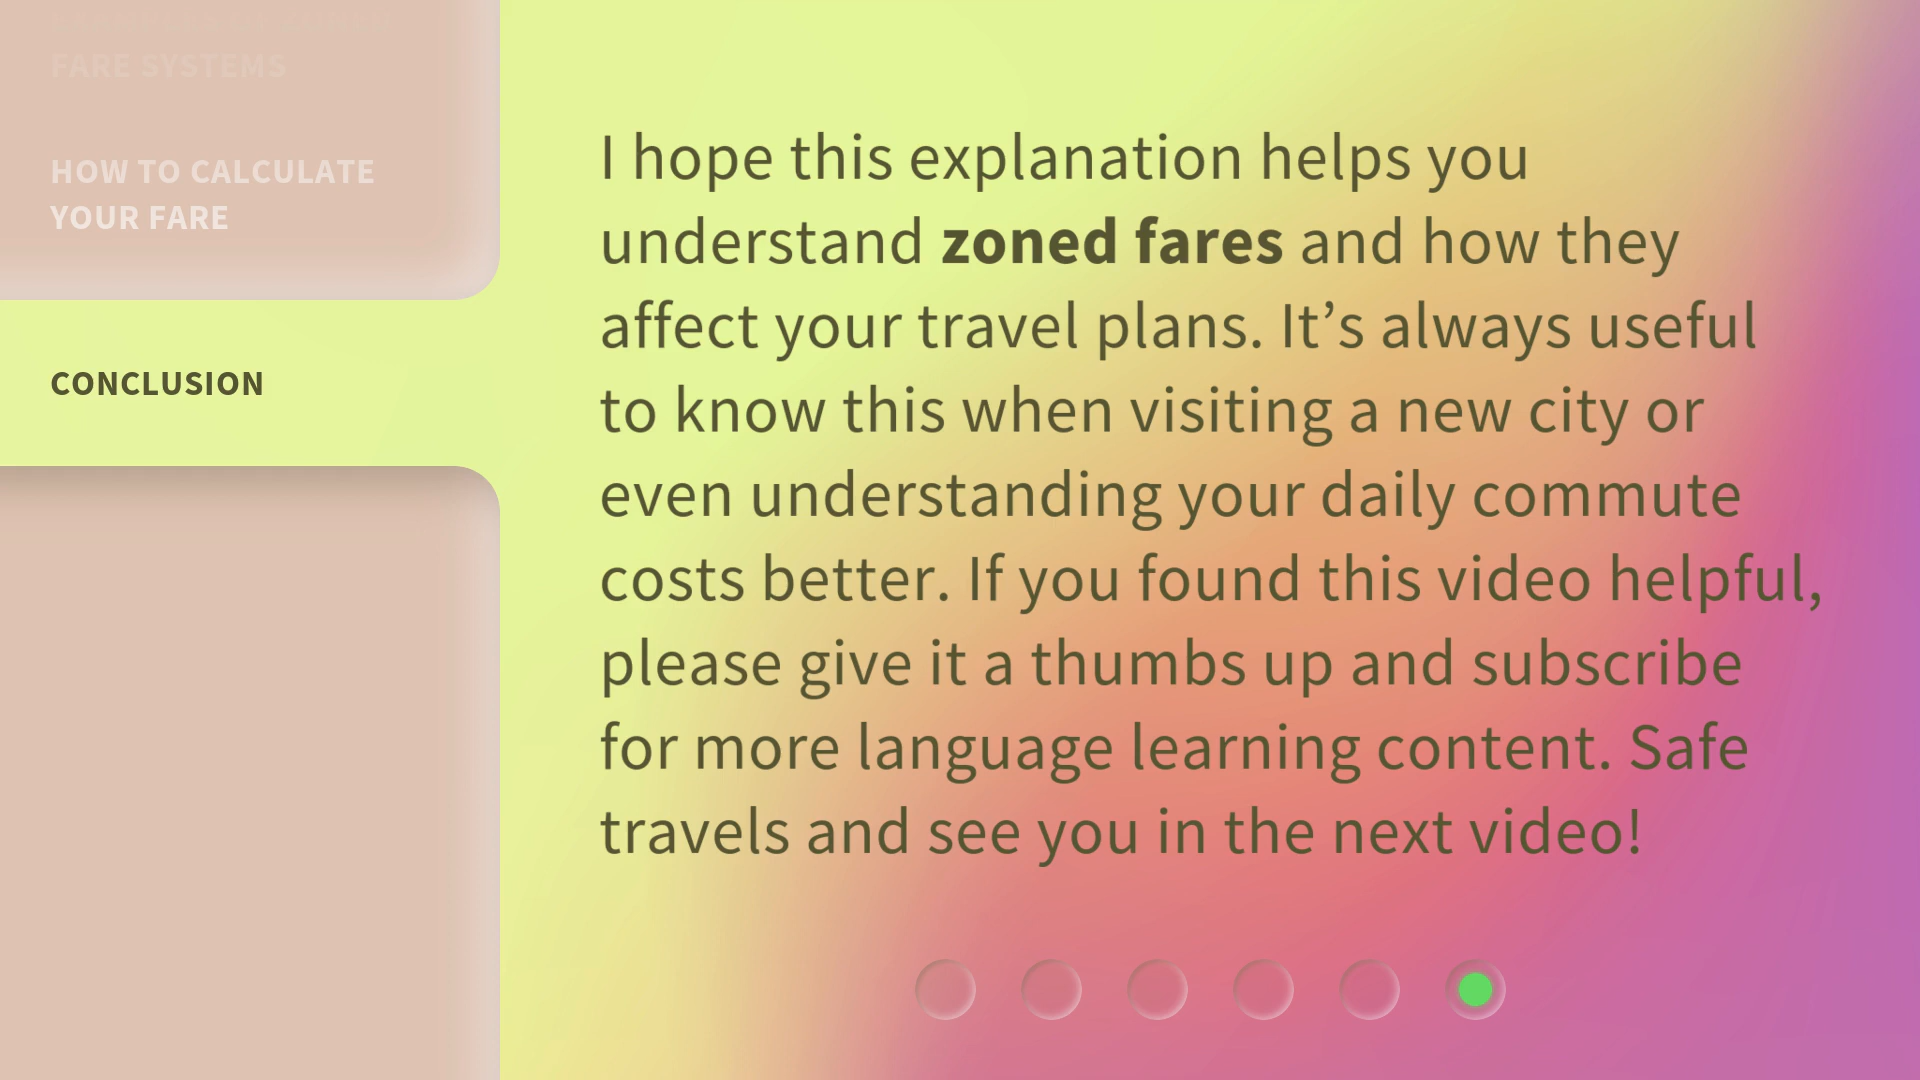 FARE SYSTEMS
HOW TO CALCULATE
YOUR FARE
CONCLUSION
I hope this explanation helps you
understand zoned fares and how they
affect your travel plans. It’s always useful
to know this when visiting a new city or
even understanding your daily commute
costs better. If you found this video helpful,
please give it a thumbs up and subscribe
for more language learning content. Safe
travels and see you in the next video!